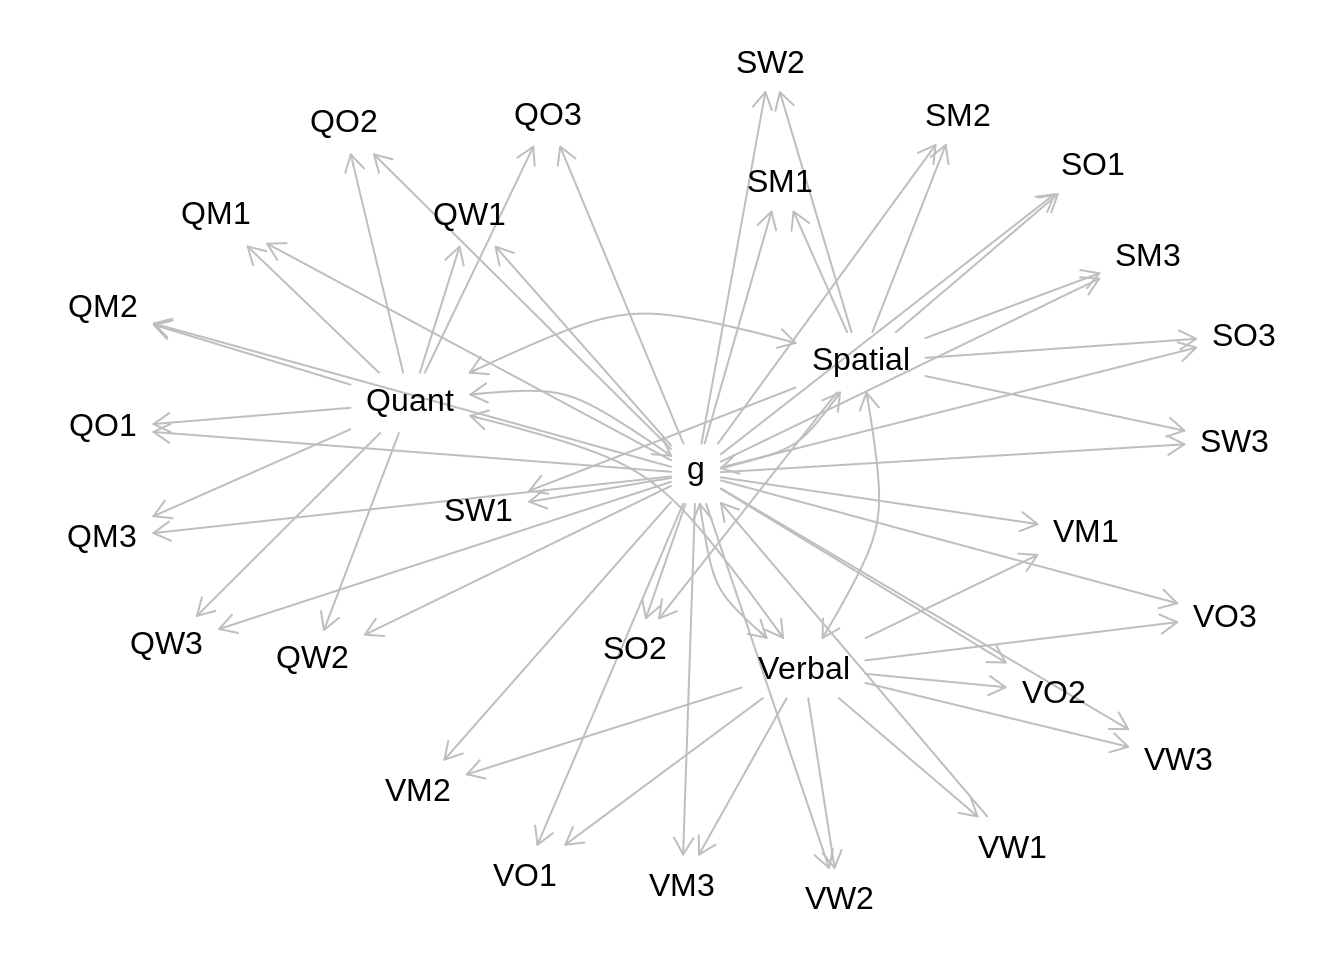 SW2
QO3
SM2
QO2
SO1
SM1
QM1
QW1
SM3
QM2
SO3
Spatial
Quant
QO1
SW3
g
SW1
VM1
QM3
VO3
QW3
SO2
QW2
Verbal
VO2
VW3
VM2
VW1
VO1
VM3
VW2